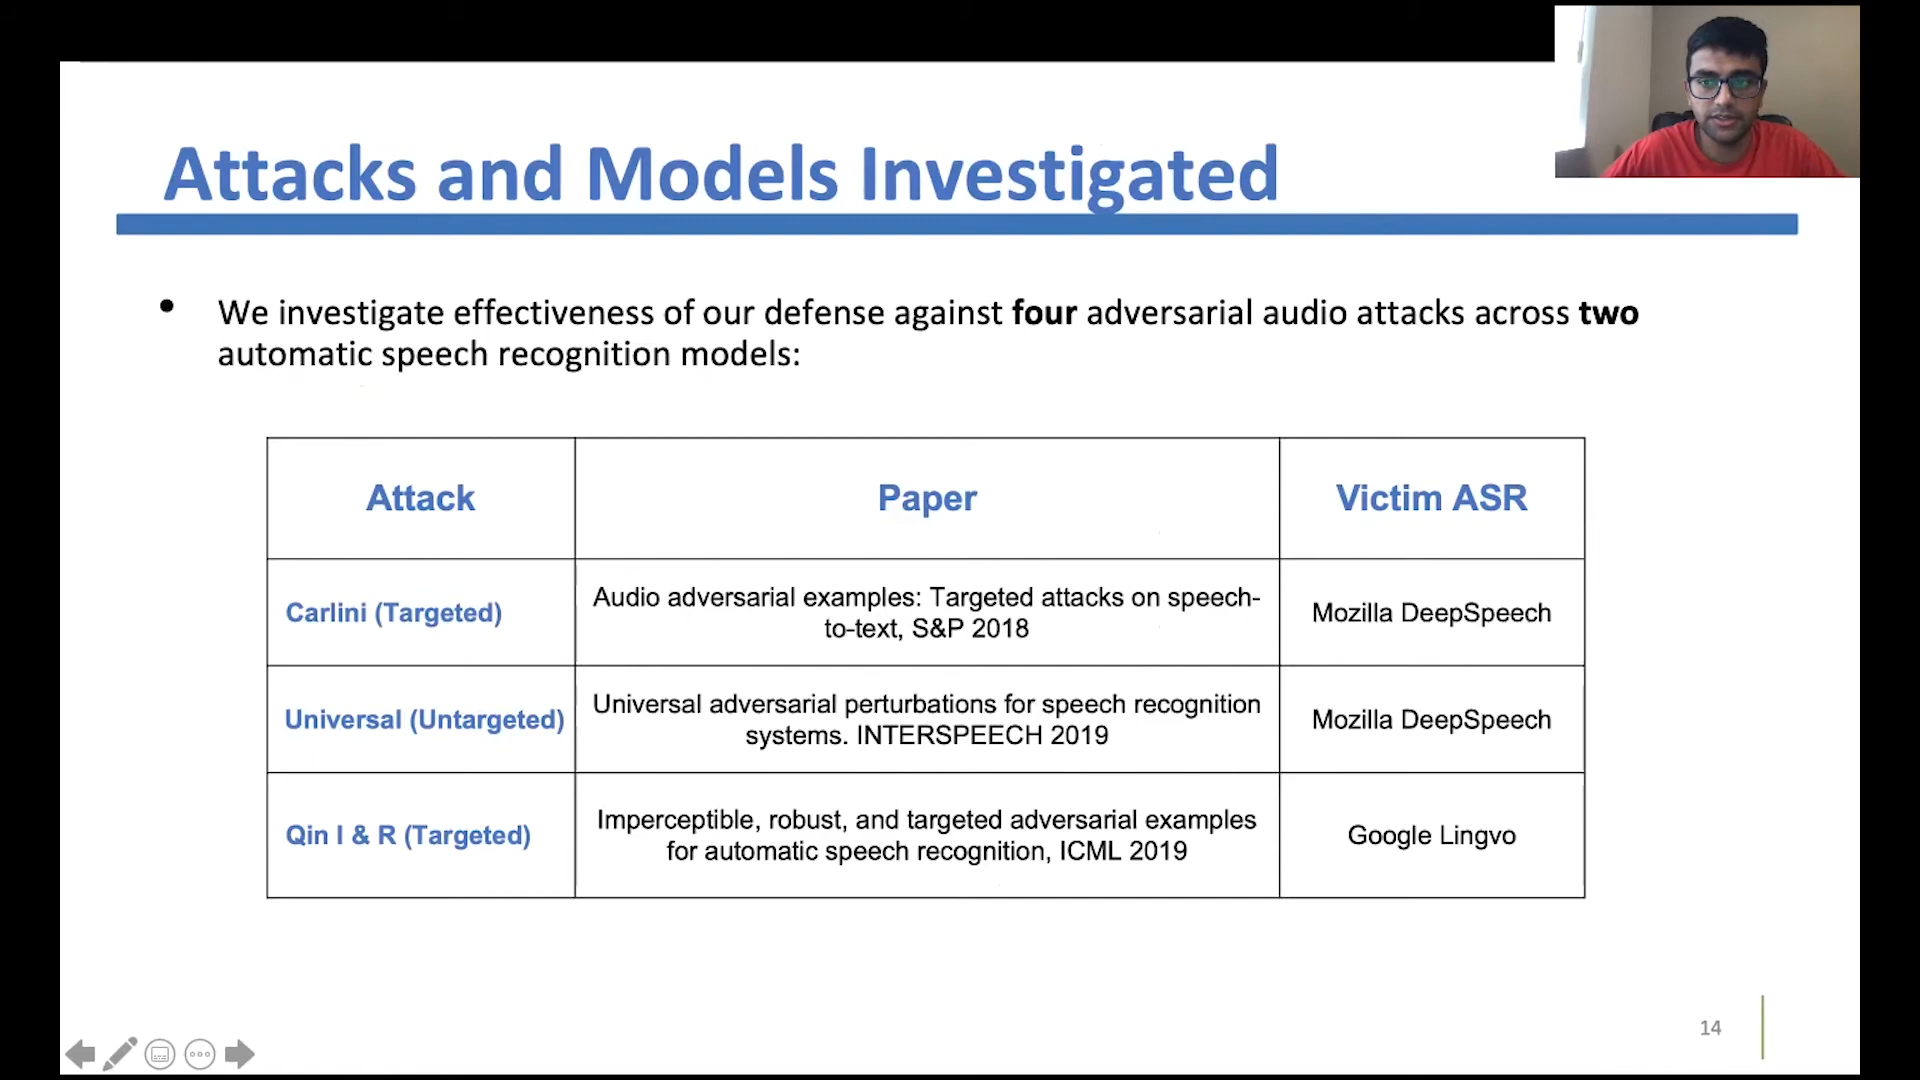 Attacks and Models Investigated
• We investigate effectiveness of our defense against four adversarial audio attacks across two
automatic speech recognition models:
Attack
Paper
Victim ASR
Carlini (Targeted)
Audio adversarial examples: Targeted attacks on speech-
to-text, S&P 2018
Mozilla DeepSpeech
Universal (Untargeted)
Universal adversarial perturbations for speech recognition
systems. INTERSPEECH 2019
Mozilla DeepSpeech
Qin I & R (Targeted)
Imperceptible, robust, and targeted adversarial examples
for automatic speech recognition, ICML 2019
Google Lingvo
14